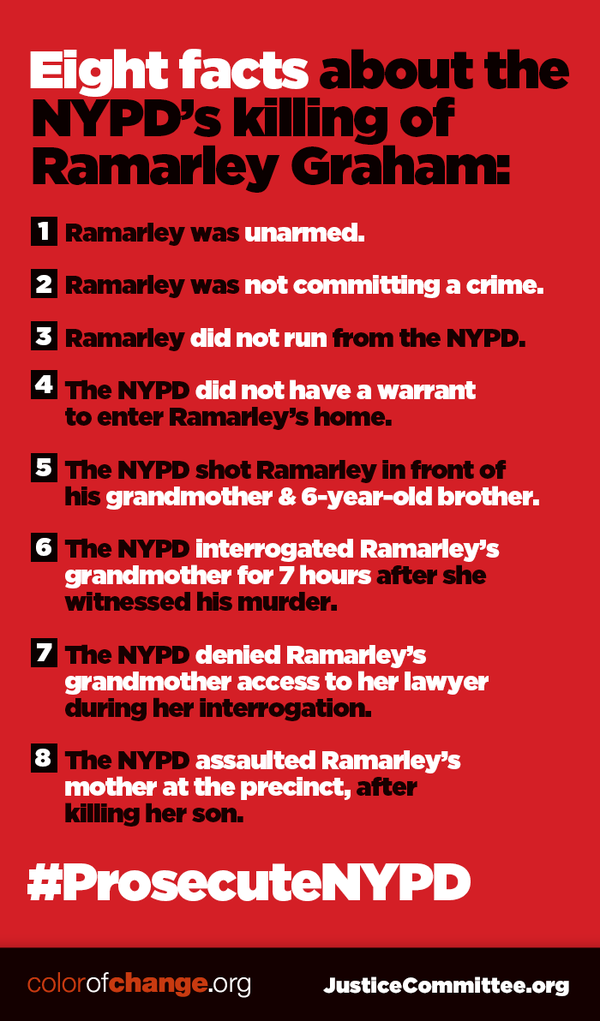 Eight facts about the
NYPD's killing of
Ramarley Graham:
1 Ramarley was unarmed.
2 Ramarley was not committing a crime.
3 Ramarley did not run from the NYPD.
4 The NYPD did not have a warrant
to enter Ramarley's home.
5 The NYPD shot Ramarley in front of
his grandmother & 6-year-old brother.
6 The NYPD interrogated Ramarley's
grandmother for 7 hours after she
witnessed his murder.
7 The NYPD denied Ramarley's
grandmother access to her lawyer
during her interrogation.
8 The NYPD assaulted Ramarley's
mother at the precinct, after
killing her son.
#ProsecuteNYPD
colorofchange.org JusticeCommittee.org